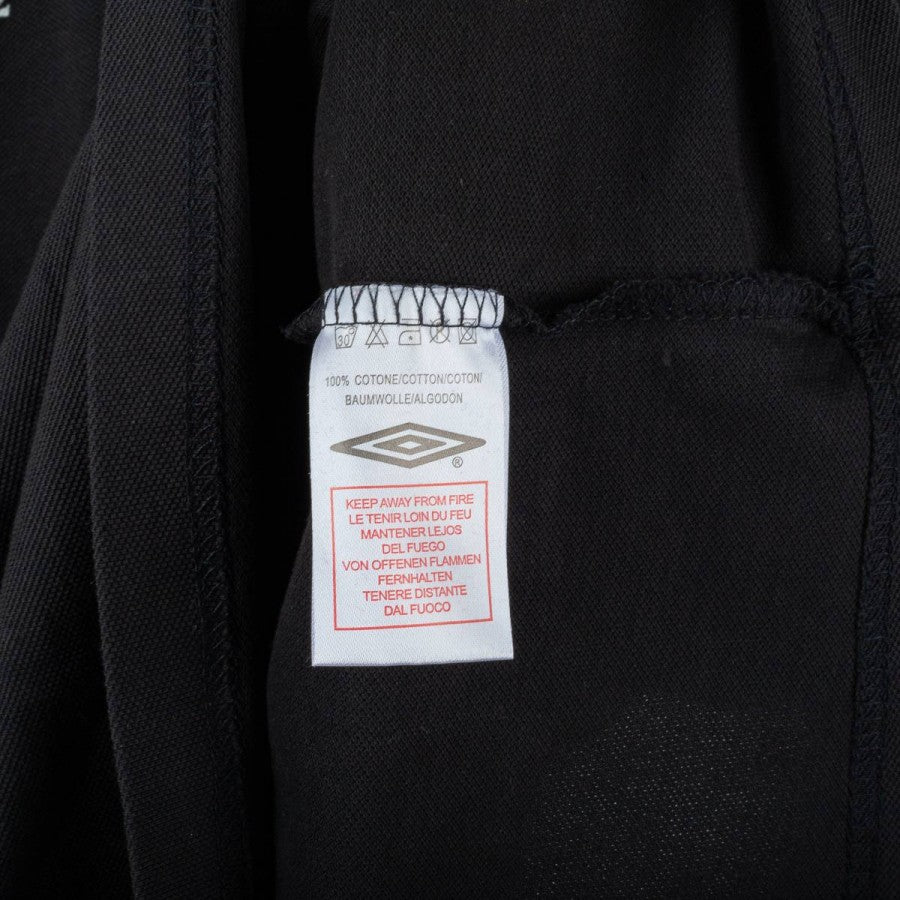 30°
100% COTONE/COTTON/COTON/
BAUMWOLLE/ALGODON
®
KEEP AWAY FROM FIRE
LE TENIR LOIN DU FEU
MANTENER LEJOS
DEL FUEGO
VON OFFENEN FLAMMEN
FERNHALTEN
TENERE DISTANTE
DAL FUOCO